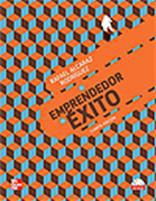 RAFAEL ALCARAZ
RODRÍGUEZ
EMPRENDEDOR
DE ÉXITO